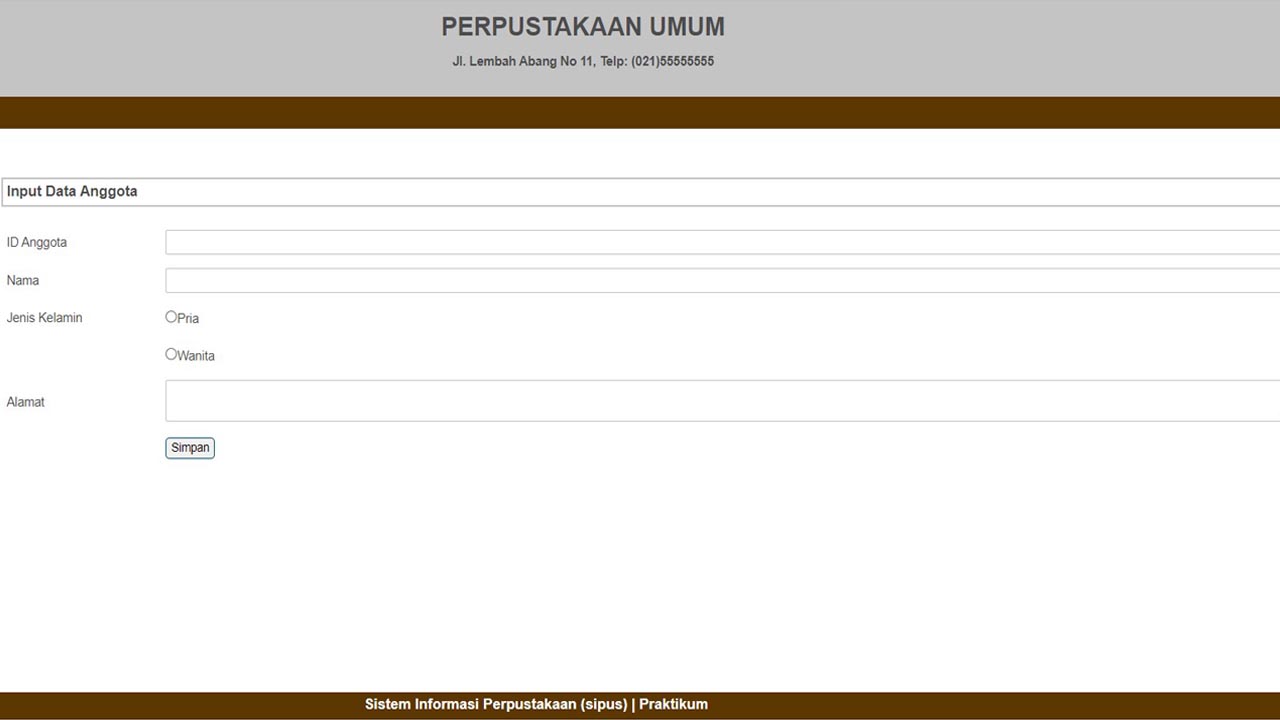 PERPUSTAKAAN UMUM
Jl. Lembah Abang No 11, Telp: (021)55555555
Input Data Anggota
ID Anggota
Nama
Jenis Kelamin
Pria
Wanita
Alamat
Simpan
Sistem Informasi Perpustakaan (sipus) | Praktikum